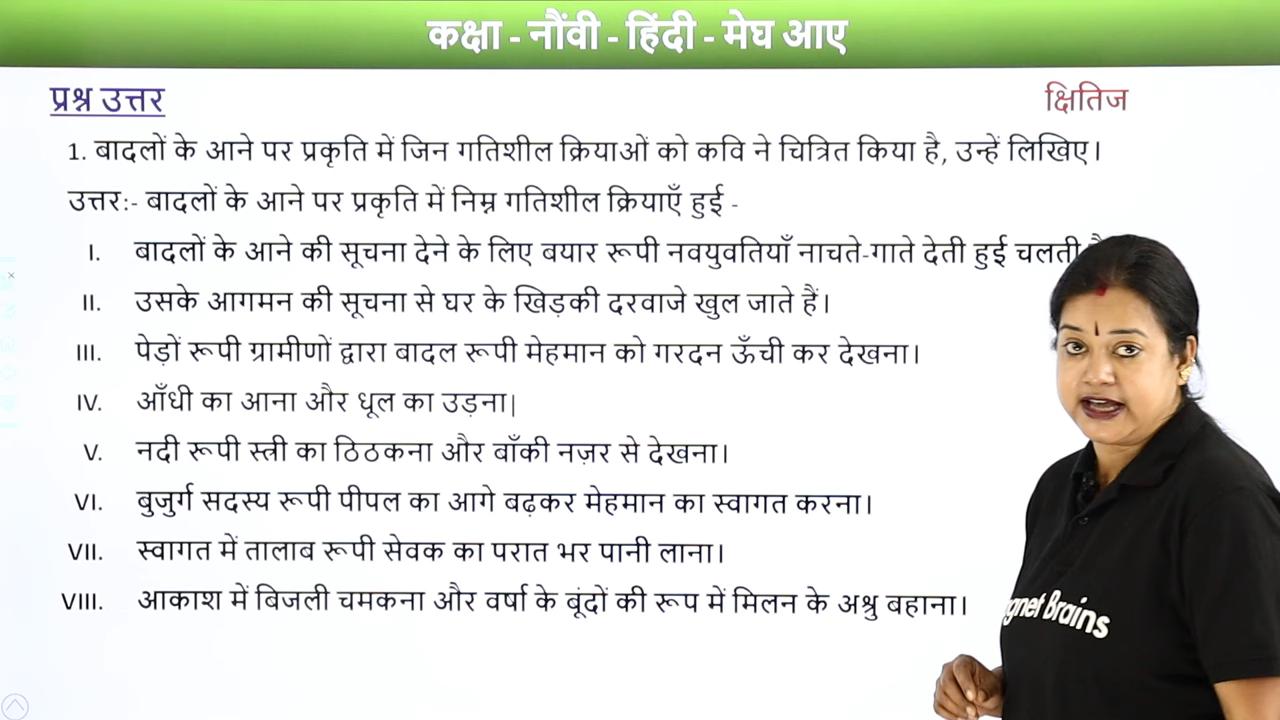 कक्षा - नौंवी - हिंदी - मेघ आए
प्रश्न उत्तर
क्षितिज
1. बादलों के आने पर प्रकृति में जिन गतिशील क्रियाओं को कवि ने चित्रित किया है, उन्हें लिखिए।
उत्तर:- बादलों के आने पर प्रकृति में निम्न गतिशील क्रियाएँ हुई -
I. बादलों के आने की सूचना देने के लिए बयार रूपी नवयुवतियाँ नाचते-गाते देती हुई चलती
II. उसके आगमन की सूचना से घर के खिड़की दरवाजे खुल जाते हैं।
III. पेड़ों रूपी ग्रामीणों द्वारा बादल रूपी मेहमान को गरदन ऊँची कर देखना।
IV. आँधी का आना और धूल का उड़ना|
V. नदी रूपी स्त्री का ठिठकना और बाँकी नज़र से देखना।
VI. बुजुर्ग सदस्य रूपी पीपल का आगे बढ़कर मेहमान का स्वागत करना।
VII. स्वागत में तालाब रूपी सेवक का परात भर पानी लाना।
VIII. आकाश में बिजली चमकना और वर्षा के बूंदों की रूप में मिलन के अश्रु बहाना।
Brains